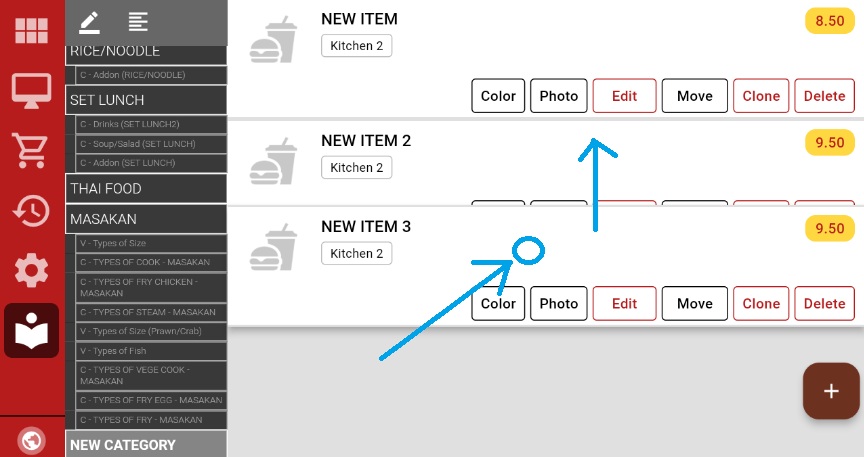 RICE/NOODLE
C - Addon (RICE/NOODLE)
SET LUNCH
C - Drinks (SET LUNCH2)
C - Soup/Salad (SET LUNCH)
C - Addon (SET LUNCH)
THAI FOOD
MASAKAN
V - Types of Size
C - TYPES OF COOK - MASAKAN
C - TYPES OF FRY CHICKEN -
MASAKAN
C - TYPES OF STEAM - MASAKAN
V - Types of Size (Prawn/Crab)
V - Types of Fish
C - TYPES OF VEGE COOK -
MASAKAN
C - TYPES OF FRY EGG - MASAKAN
C - TYPES OF FRY - MASAKAN
NEW CATEGORY
NEW ITEM
8.50
Kitchen 2
Color Photo Edit Move Clone Delete
NEW ITEM 2
9.50
Kitchen 2
NEW ITEM 3
9.50
Kitchen 2
Color Photo Edit Move Clone Delete
+